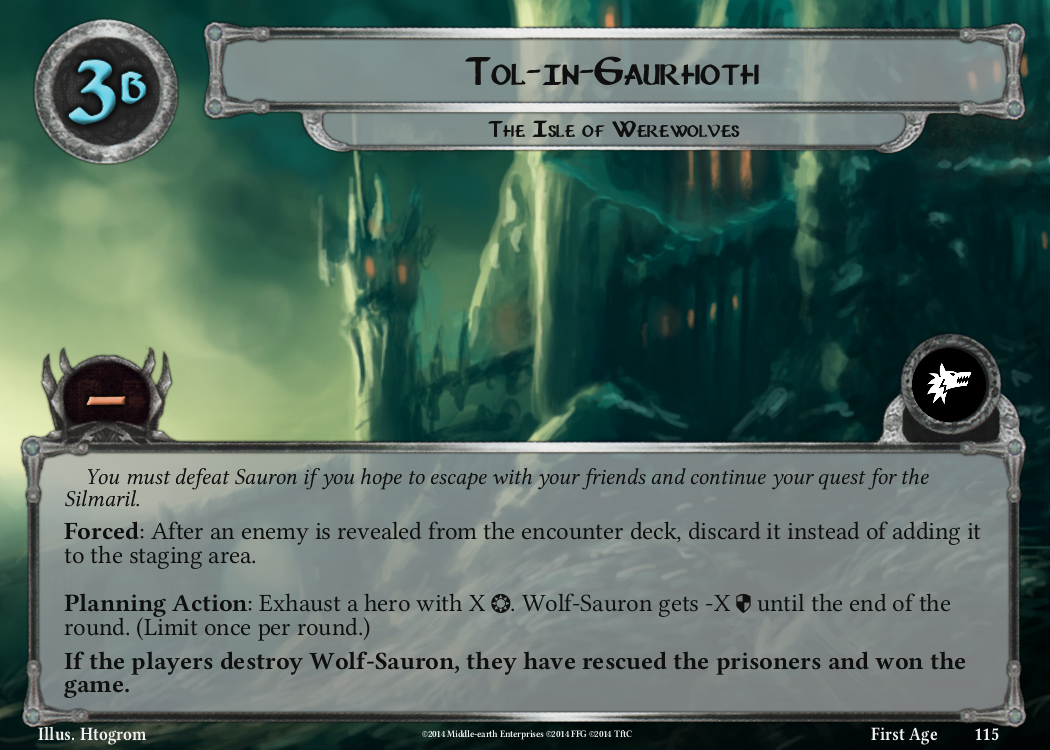 3B
Tol-in-Gaurhoth
The Isle of Werewolves
-
You must defeat Sauron if you hope to escape with your friends and continue your quest for the
Silmaril.
Forced: After an enemy is revealed from the encounter deck, discard it instead of adding it
to the staging area.
Planning Action: Exhaust a hero with X . Wolf-Sauron gets -X until the end of the
round. (Limit once per round.)
If the players destroy Wolf-Sauron, they have rescued the prisoners and won the
game.
Illus. Htogrom ©2014 Middle-earth Enterprises ©2014 FFG ©2014 TftC First Age 115